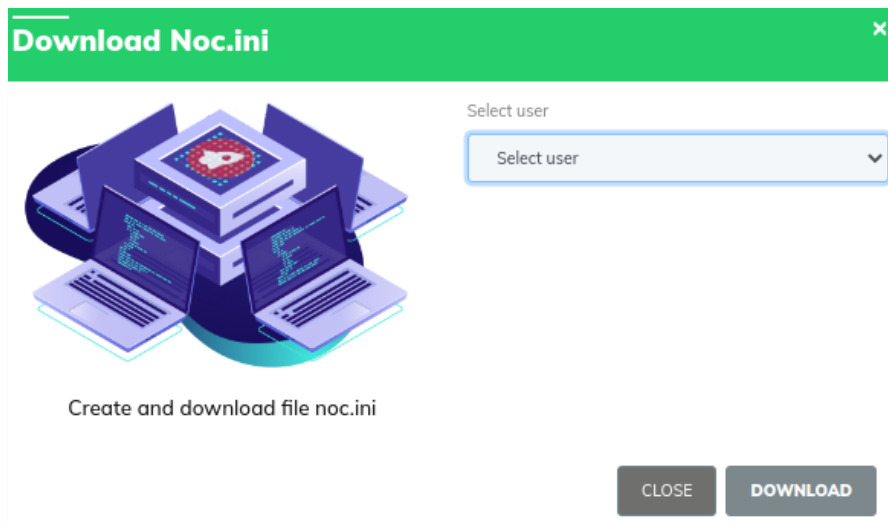 Download Noc.ini
×
Select user
Select user
Create and download file noc.ini
CLOSE
DOWNLOAD